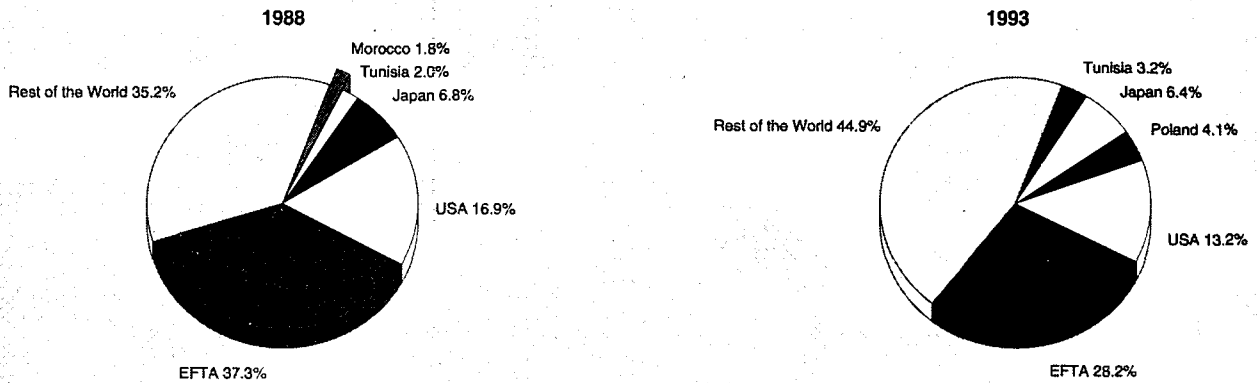 1988
Morocco 1.8%
Tunisia 2.0%
Japan 6.8%
Rest of the World 35.2%
USA 16.9%
EFTA 37.3%
1993
Tunisia 3.2%
Japan 6.4%
Poland 4.1%
Rest of the World 44.9%
USA 13.2%
EFTA 28.2%